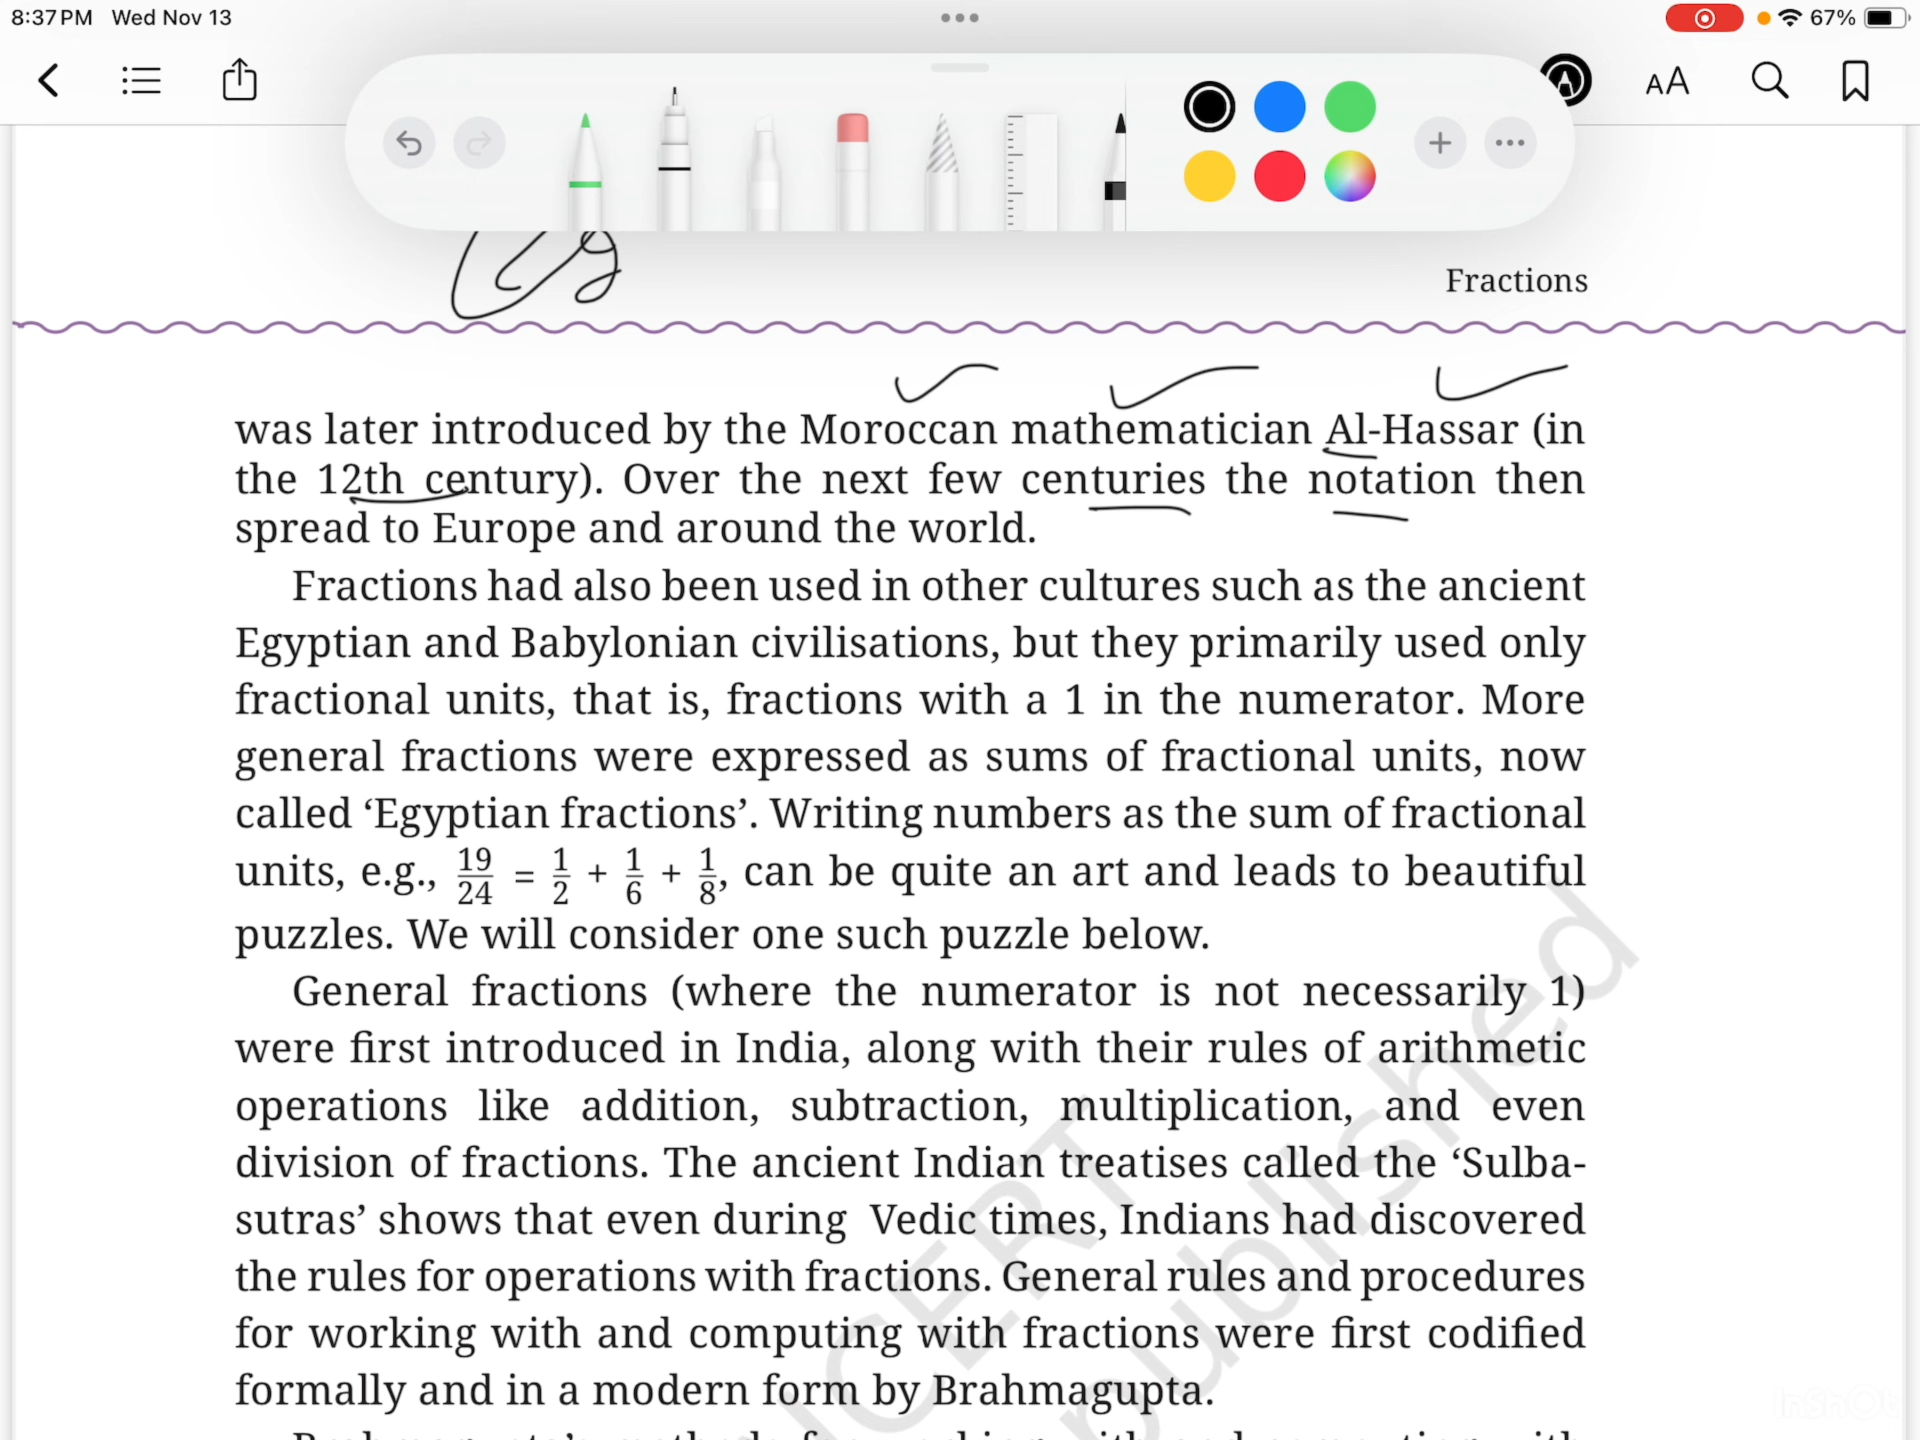 8:37 PM Wed Nov 13
67%
AA
Fractions
was later introduced by the Moroccan mathematician Al-Hassar (in
the 12th century). Over the next few centuries the notation then
spread to Europe and around the world.
Fractions had also been used in other cultures such as the ancient
Egyptian and Babylonian civilisations, but they primarily used only
fractional units, that is, fractions with a 1 in the numerator. More
general fractions were expressed as sums of fractional units, now
called ‘Egyptian fractions’. Writing numbers as the sum of fractional
units, e.g., 19/24 = 1/2 + 1/6 + 1/8, can be quite an art and leads to beautiful
puzzles. We will consider one such puzzle below.
General fractions (where the numerator is not necessarily 1)
were first introduced in India, along with their rules of arithmetic
operations like addition, subtraction, multiplication, and even
division of fractions. The ancient Indian treatises called the ‘Sulba-
sutras’ shows that even during Vedic times, Indians had discovered
the rules for operations with fractions. General rules and procedures
for working with and computing with fractions were first codified
formally and in a modern form by Brahmagupta.
NCERT
published
InShOt